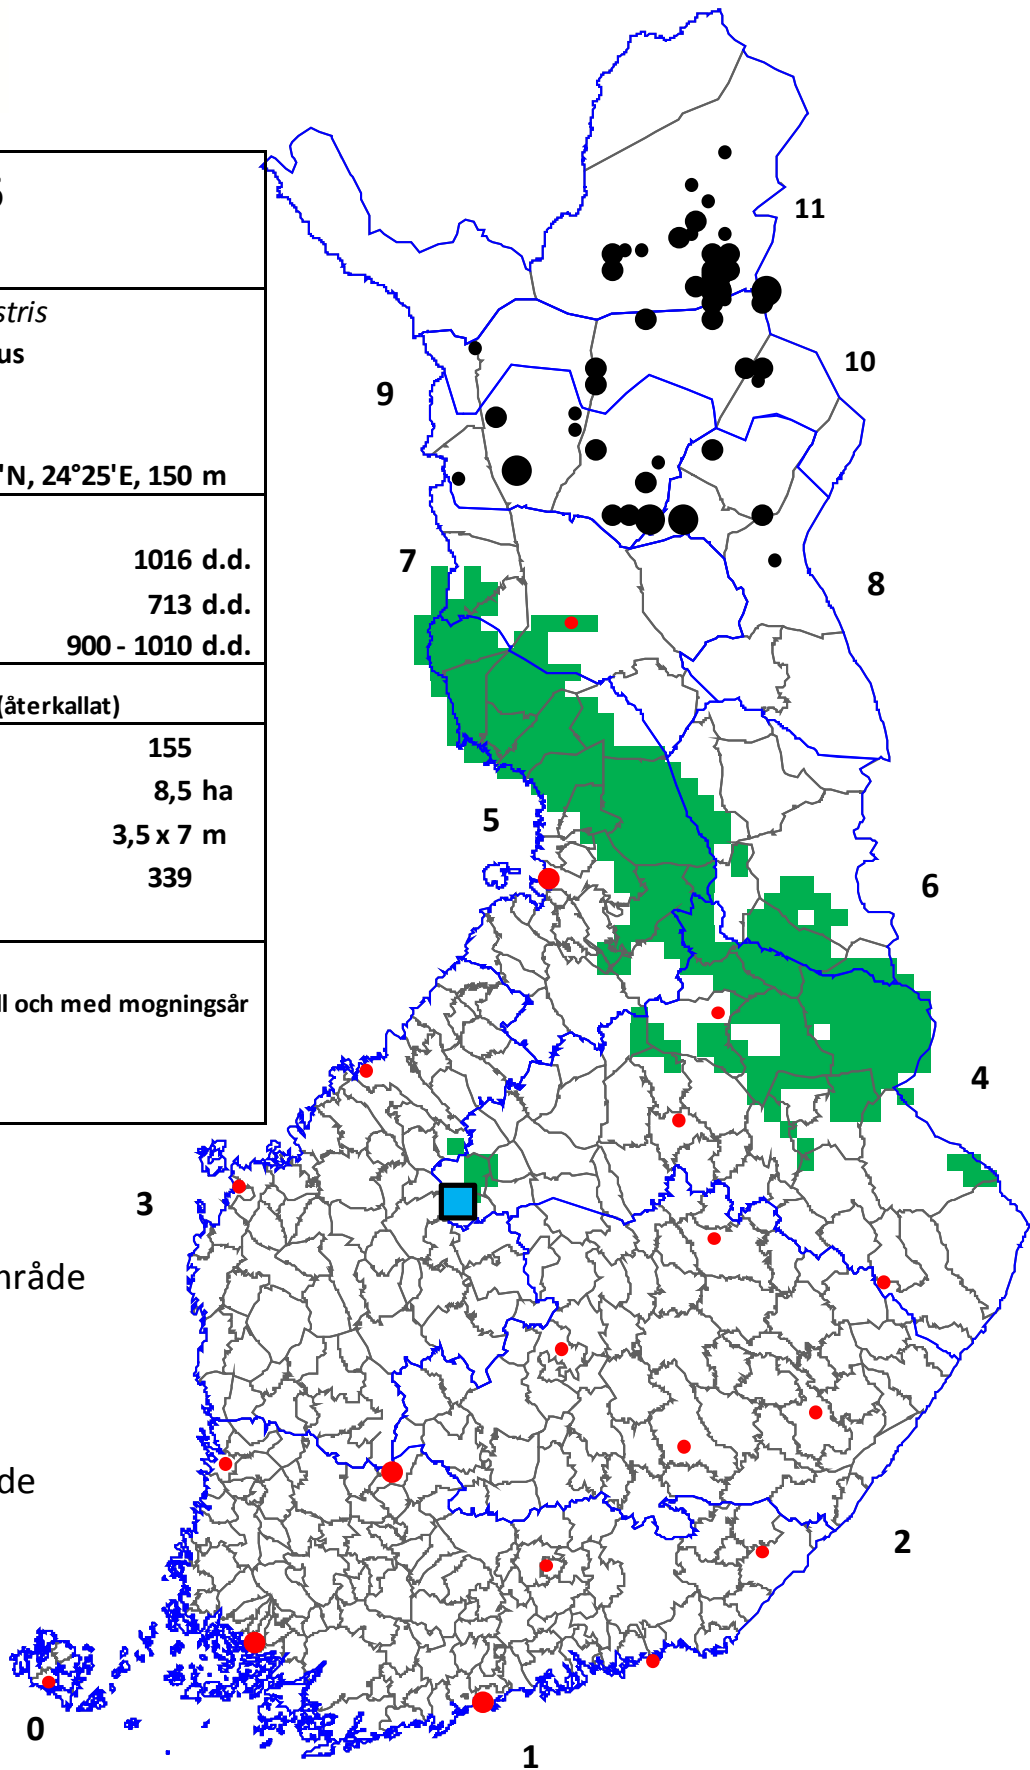 stris
us
'N, 24°25'E, 150 m
1016 d.d.
713 d.d.
900 - 1010 d.d.
(återkallat)
155
8,5 ha
3,5 x 7 m
339
ll och med mogningsår
område
de
11
10
9
8
7
6
5
4
3
2
1
0